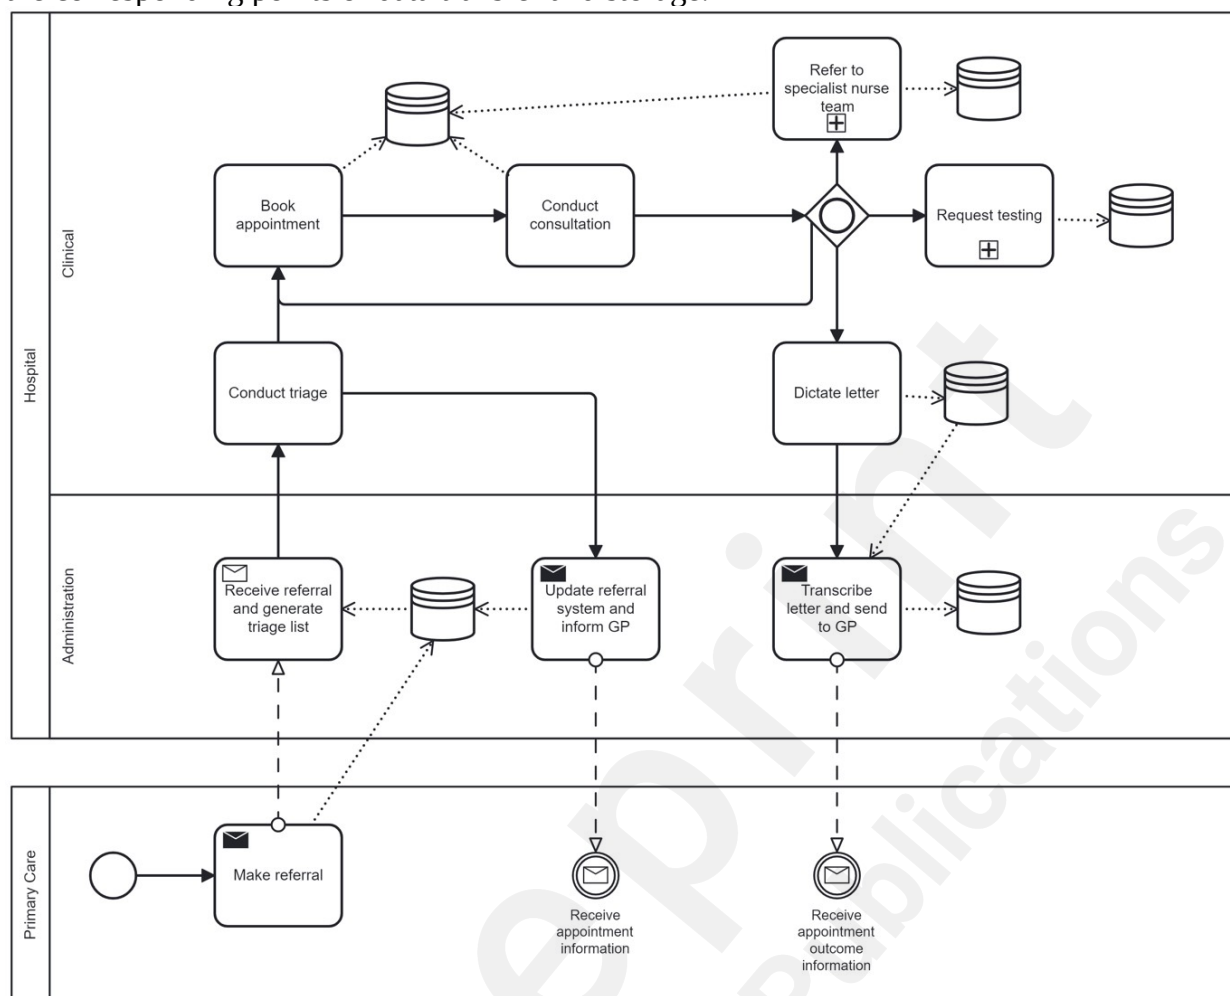 Hospital
Clinical
Refer to
specialist nurse
team
Book
appointment
Conduct
consultation
Request testing
Conduct triage
Dictate letter
Administration
Receive referral
and generate
triage list
Update referral
system and
inform GP
Transcribe
letter and send
to GP
Primary Care
Make referral
Receive
appointment
information
Receive
appointment
outcome
information
eprint
Publications